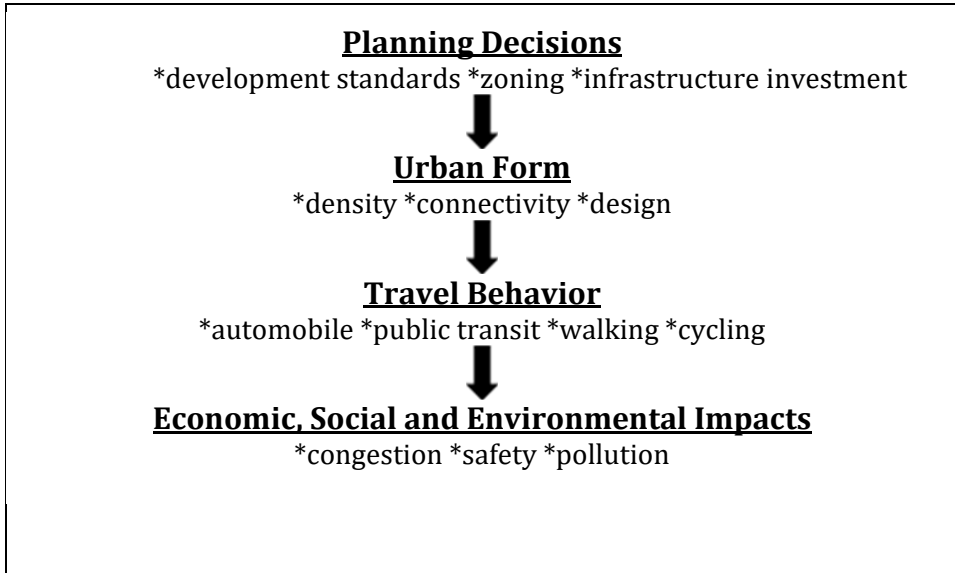 Planning Decisions
*development standards *zoning *infrastructure investment
Urban Form
*density *connectivity *design
Travel Behavior
*automobile *public transit *walking *cycling
Economic, Social and Environmental Impacts
*congestion *safety *pollution